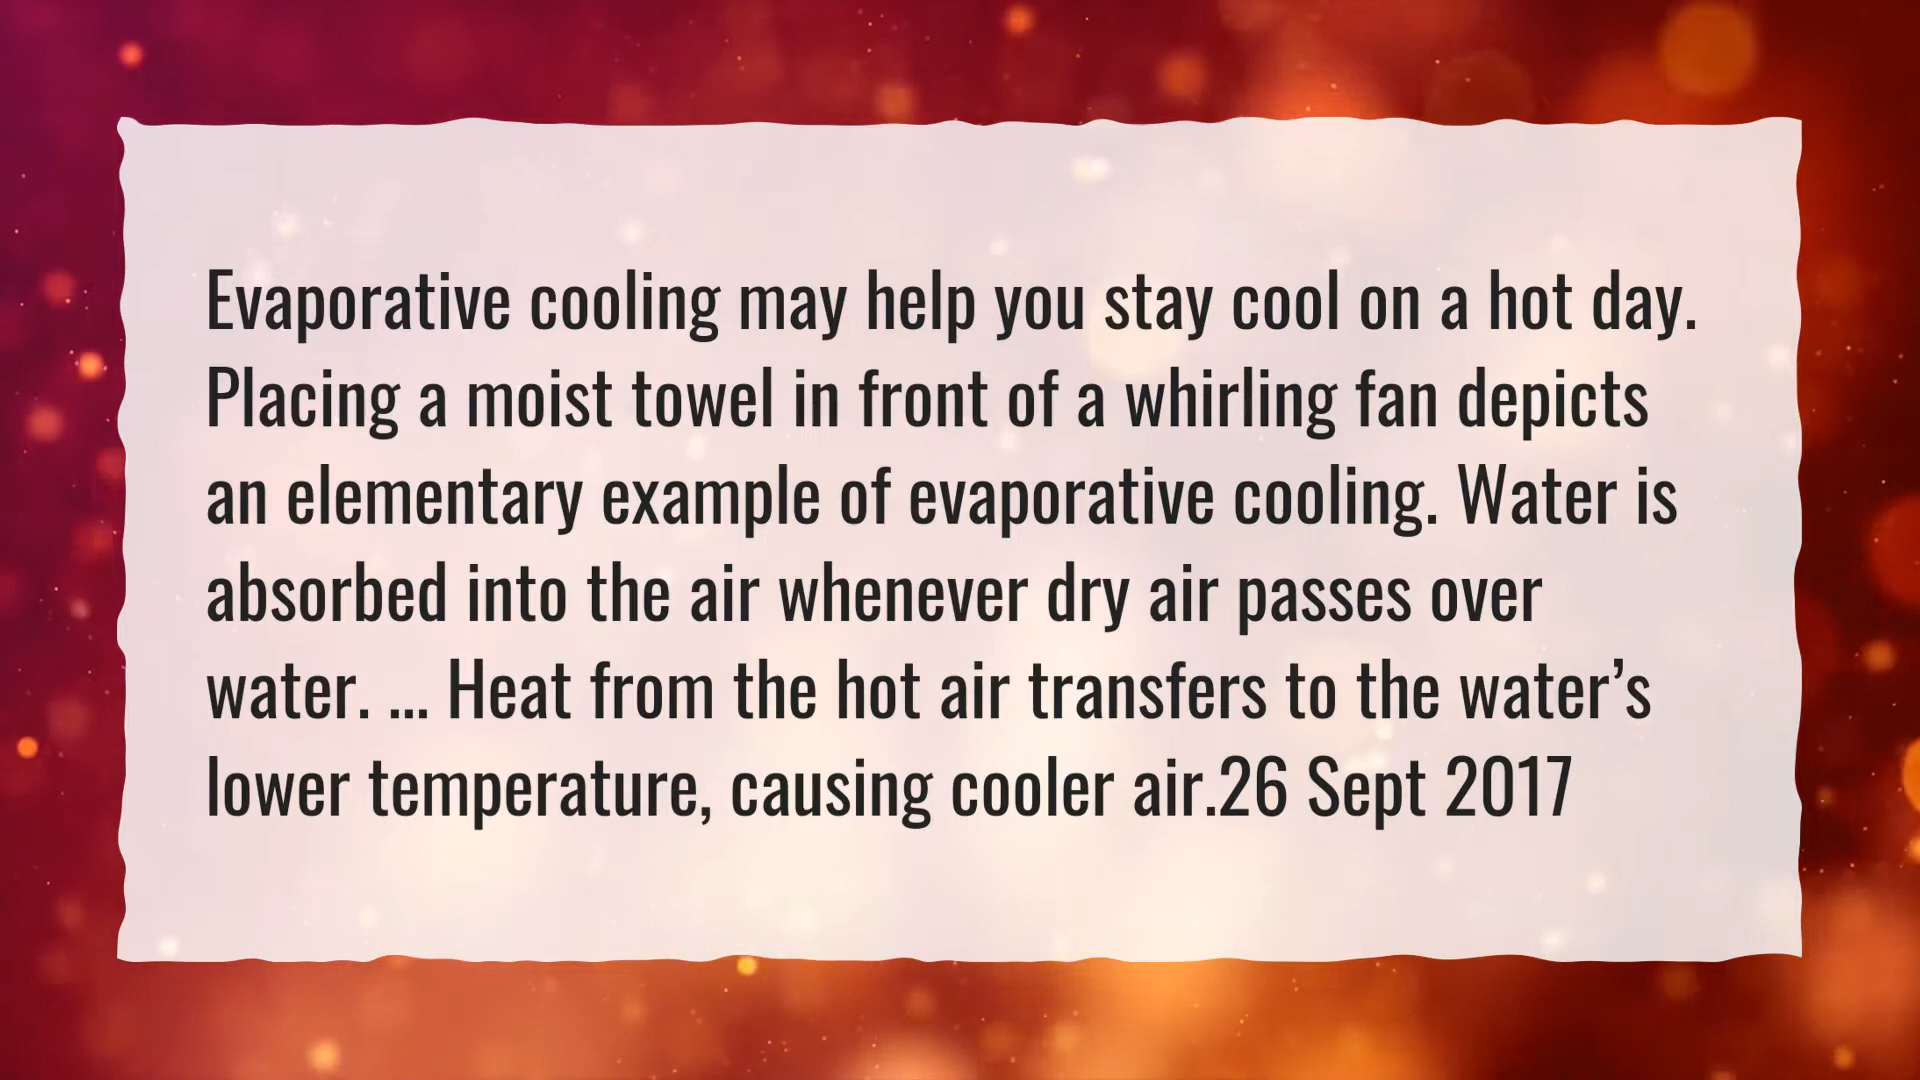 Evaporative cooling may help you stay cool on a hot day.
Placing a moist towel in front of a whirling fan depicts
an elementary example of evaporative cooling. Water is
absorbed into the air whenever dry air passes over
water. ... Heat from the hot air transfers to the water’s
lower temperature, causing cooler air.26 Sept 2017